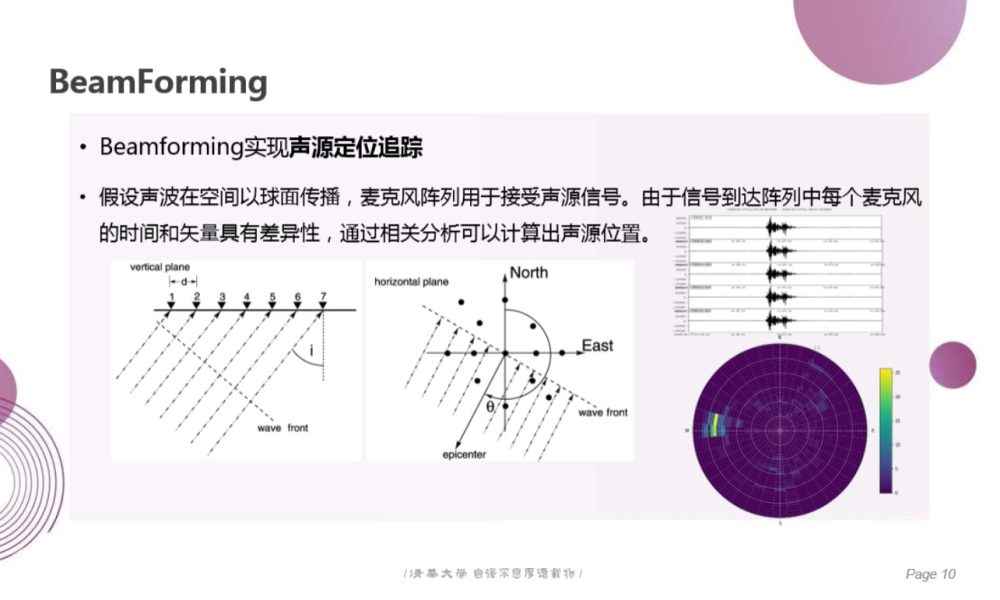 BeamForming
• Beamforming实现声源定位追踪
• 假设声波在空间以球面传播，麦克风阵列用于接受声源信号。由于信号到达阵列中每个麦克风
的时间和矢量具有差异性，通过相关分析可以计算出声源位置。
vertical plane
d
1 2 3 4 5 6 7
i
wave front
horizontal plane
North
East
θ
wave front
epicenter
N
E
S
25
20
15
10
5
0
/清華大學 自强不息厚德载物/
Page 10